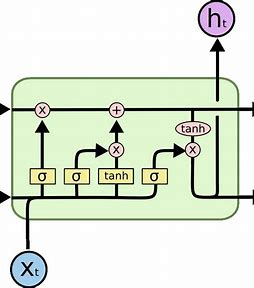 hₜ
x +
tanh
x x
σ σ tanh σ
Xₜ